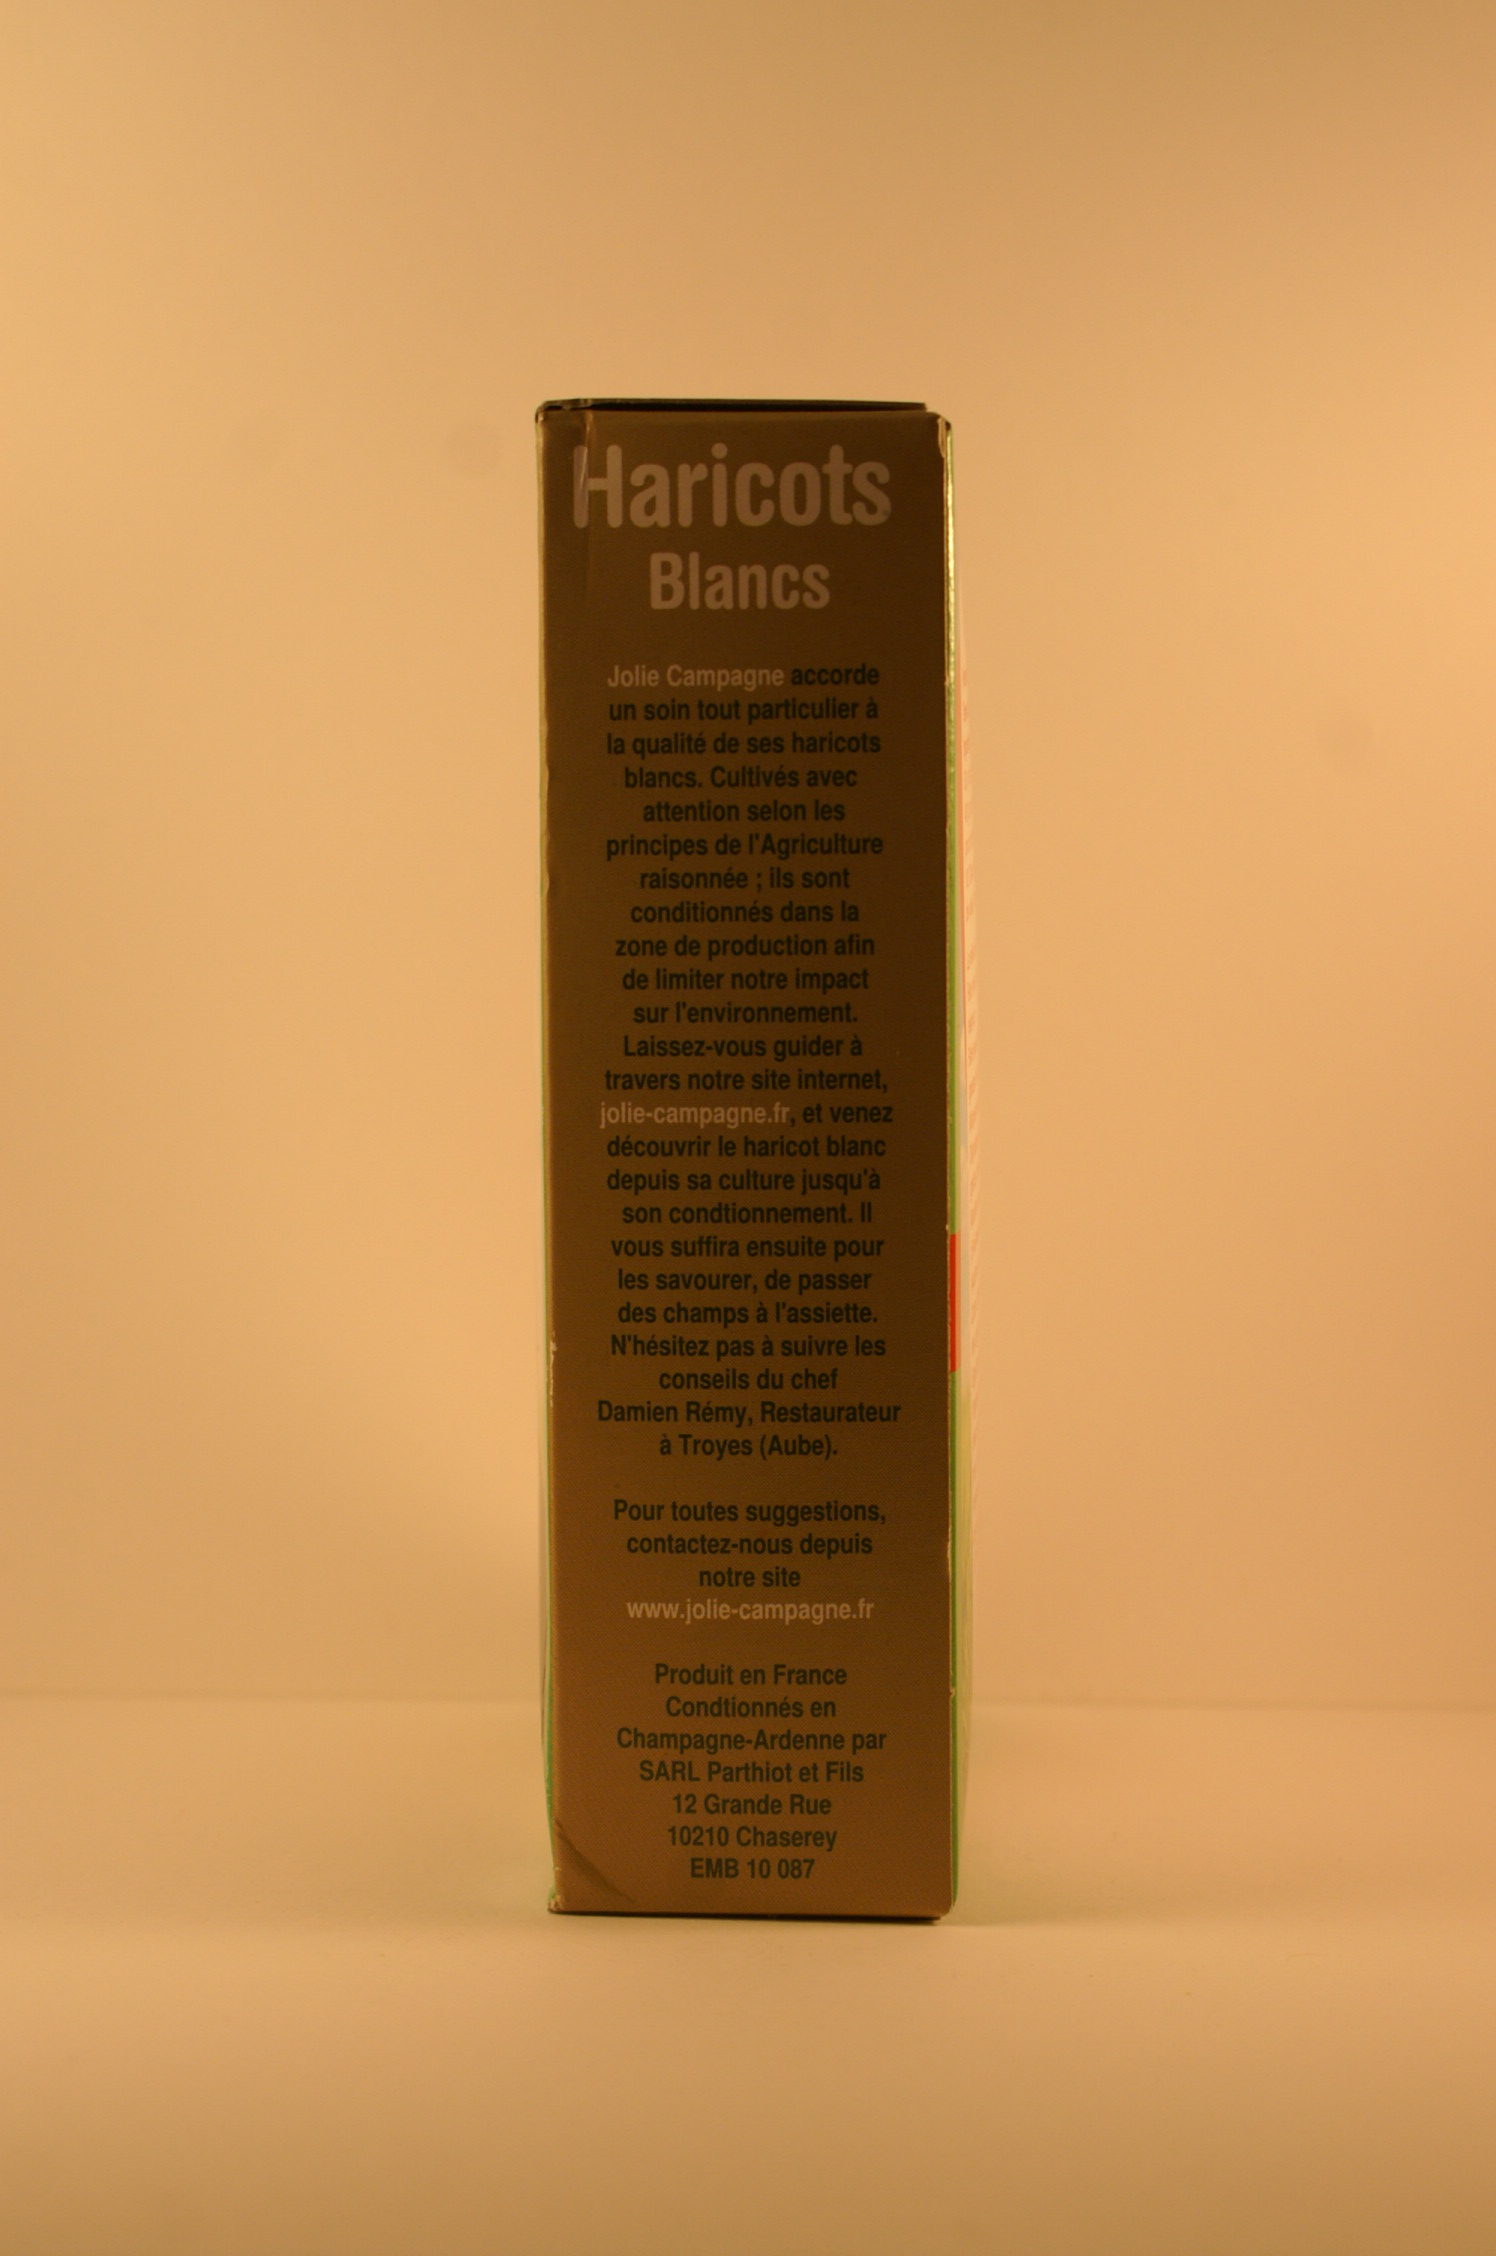 Haricots
Blancs
Jolie Campagne accorde
un soin tout particulier à
la qualité de ses haricots
blancs. Cultivés avec
attention selon les
principes de l'Agriculture
raisonnée ; ils sont
conditionnés dans la
zone de production afin
de limiter notre impact
sur l'environnement.
Laissez-vous guider à
travers notre site internet,
jolie-campagne.fr, et venez
découvrir le haricot blanc
depuis sa culture jusqu'à
son condtionnement. Il
vous suffira ensuite pour
les savourer, de passer
des champs à l'assiette.
N'hésitez pas à suivre les
conseils du chef
Damien Rémy, Restaurateur
à Troyes (Aube).
Pour toutes suggestions,
contactez-nous depuis
notre site
www.jolie-campagne.fr
Produit en France
Condtionnés en
Champagne-Ardenne par
SARL Parthiot et Fils
12 Grande Rue
10210 Chaserey
EMB 10 087